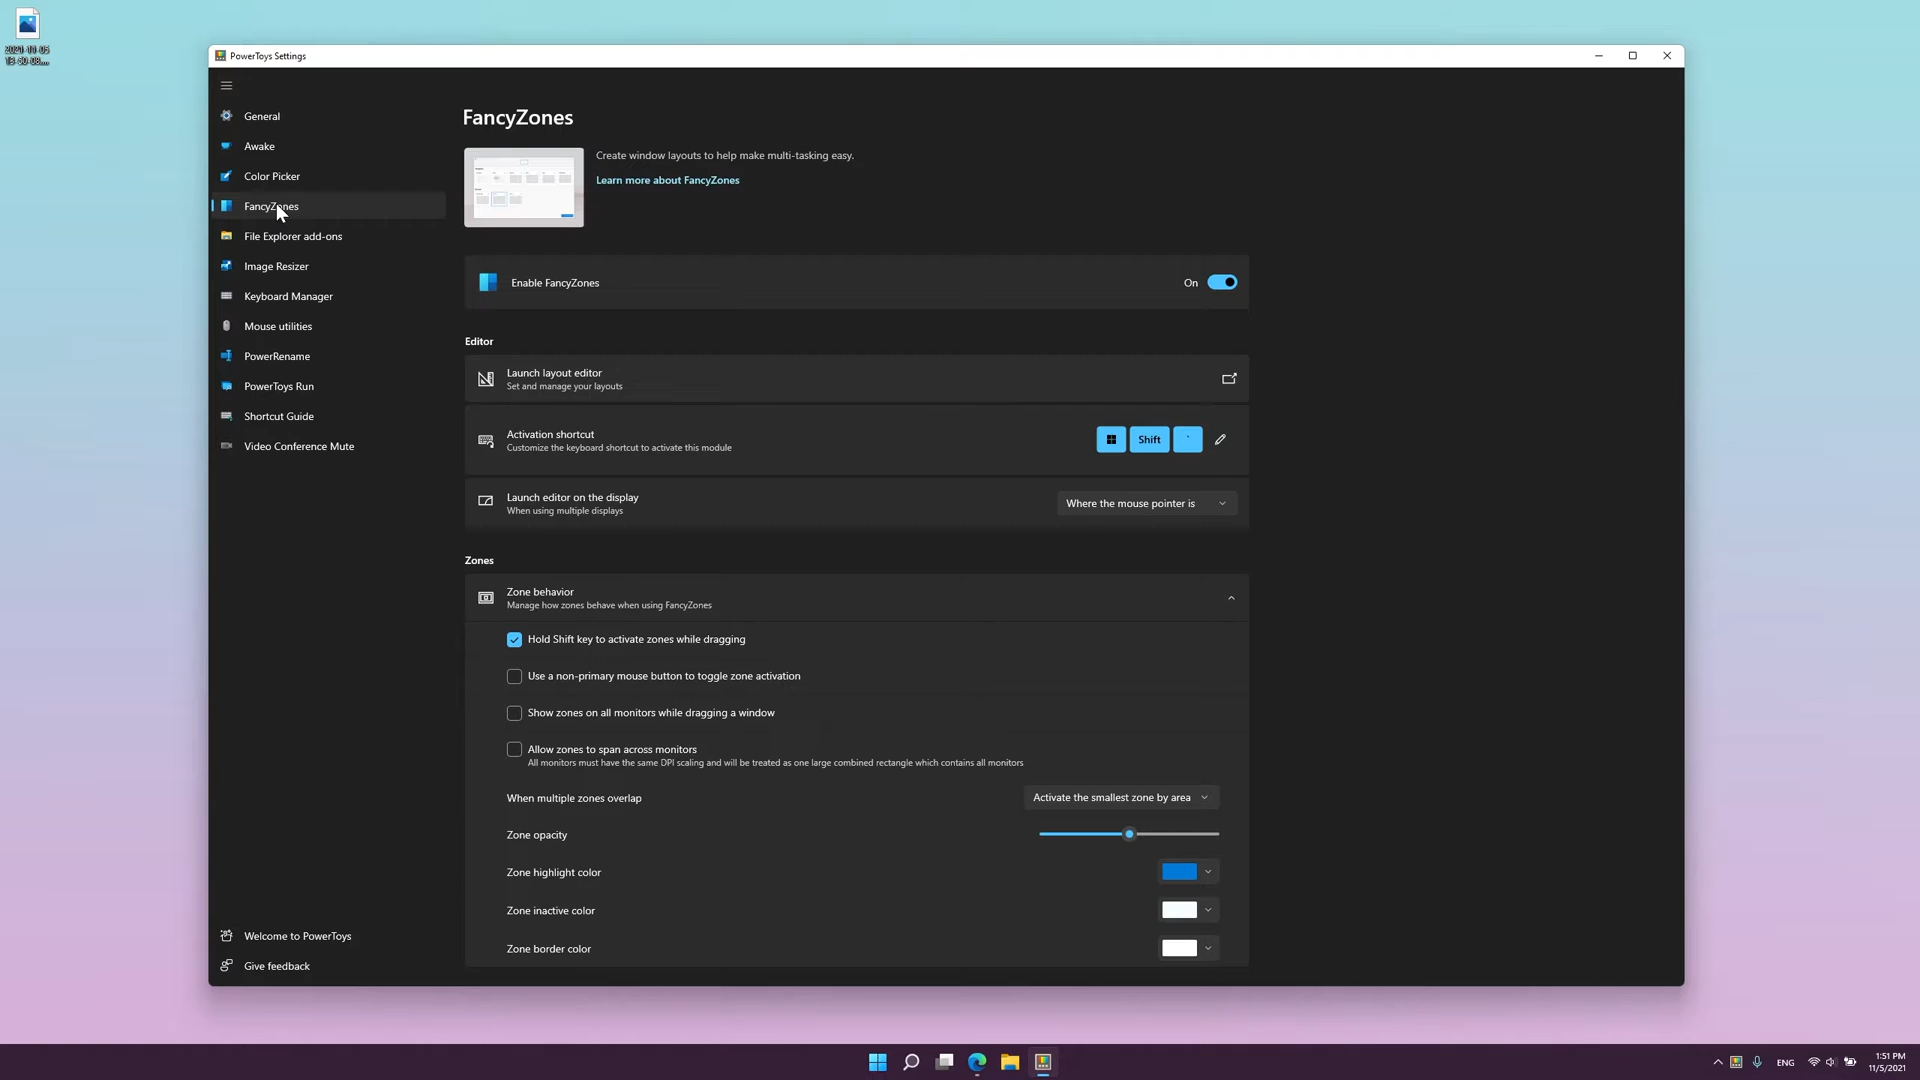 2021-11-05
13-50-08....
PowerToys Settings
General
Awake
Color Picker
FancyZones
File Explorer add-ons
Image Resizer
Keyboard Manager
Mouse utilities
PowerRename
PowerToys Run
Shortcut Guide
Video Conference Mute
Welcome to PowerToys
Give feedback
FancyZones
Create window layouts to help make multi-tasking easy.
Learn more about FancyZones
Enable FancyZones
On
Editor
Launch layout editor
Set and manage your layouts
Activation shortcut
Customize the keyboard shortcut to activate this module
Shift
`
Launch editor on the display
When using multiple displays
Where the mouse pointer is
Zones
Zone behavior
Manage how zones behave when using FancyZones
Hold Shift key to activate zones while dragging
Use a non-primary mouse button to toggle zone activation
Show zones on all monitors while dragging a window
Allow zones to span across monitors
All monitors must have the same DPI scaling and will be treated as one large combined rectangle which contains all monitors
When multiple zones overlap
Activate the smallest zone by area
Zone opacity
Zone highlight color
Zone inactive color
Zone border color
ENG
1:51 PM
11/5/2021